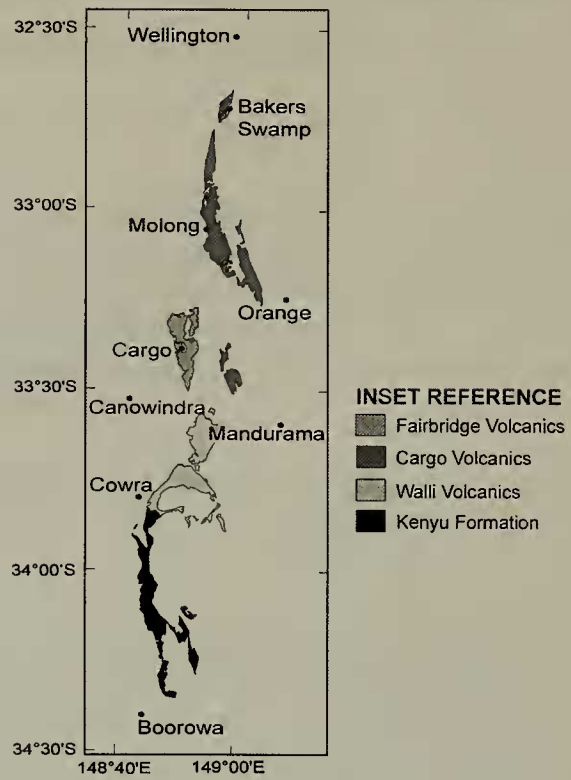 32°30'S
Wellington
Bakers
Swamp
33°00'S
Molong
Orange
Cargo
33°30'S
Canowindra
Mandurama
Cowra
34°00'S
Boorowa
34°30'S
148°40'E
149°00'E
INSET REFERENCE
Fairbridge Volcanics
Cargo Volcanics
Walli Volcanics
Kenyu Formation